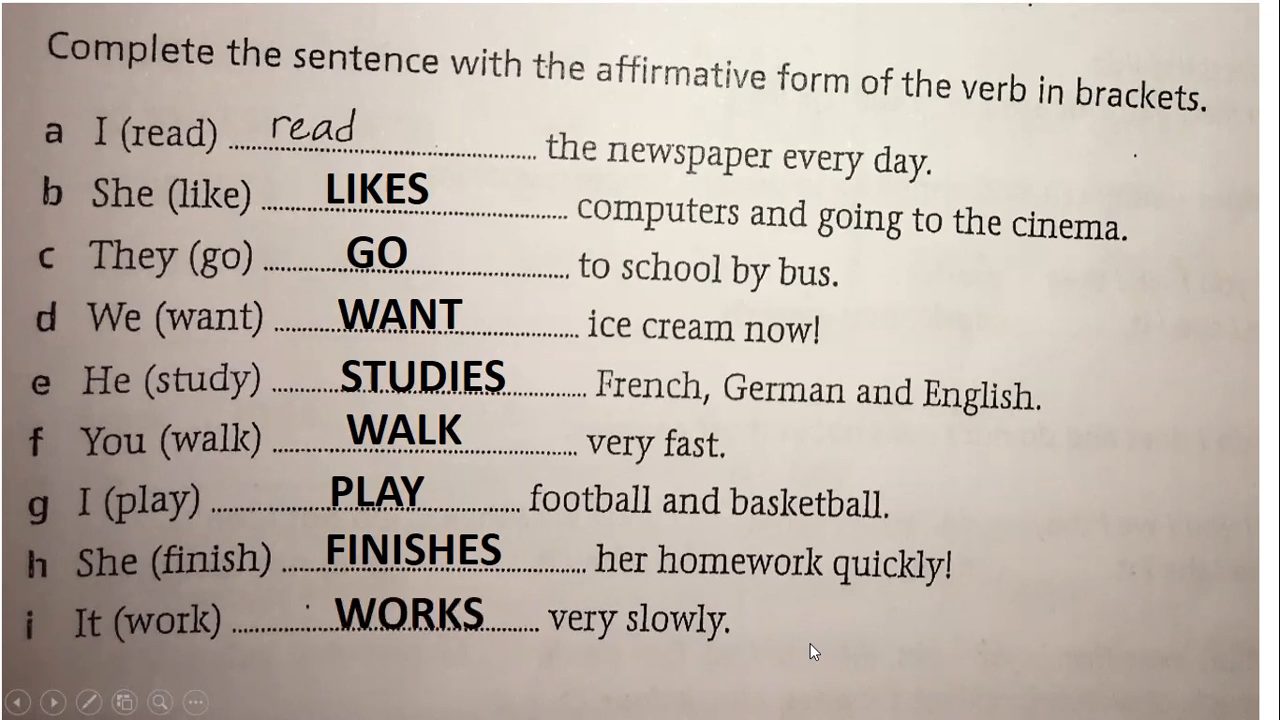 Complete the sentence with the affirmative form of the verb in brackets.
a I (read) ........read........ the newspaper every day.
b She (like) ........LIKES........ computers and going to the cinema.
c They (go) ........GO........ to school by bus.
d We (want) ........WANT........ ice cream now!
e He (study) ........STUDIES........ French, German and English.
f You (walk) ........WALK........ very fast.
g I (play) ........PLAY........ football and basketball.
h She (finish) ........FINISHES........ her homework quickly!
i It (work) ........WORKS........ very slowly.